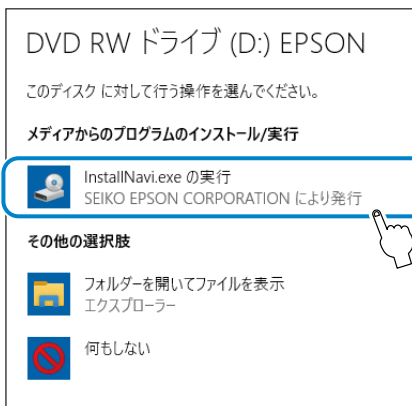 DVD RW ドライブ (D:) EPSON
このディスク に対して行う操作を選んでください。
メディアからのプログラムのインストール/実行
InstallNavi.exe の実行
SEIKO EPSON CORPORATION により発行
その他の選択肢
フォルダーを開いてファイルを表示
エクスプローラー
何もしない